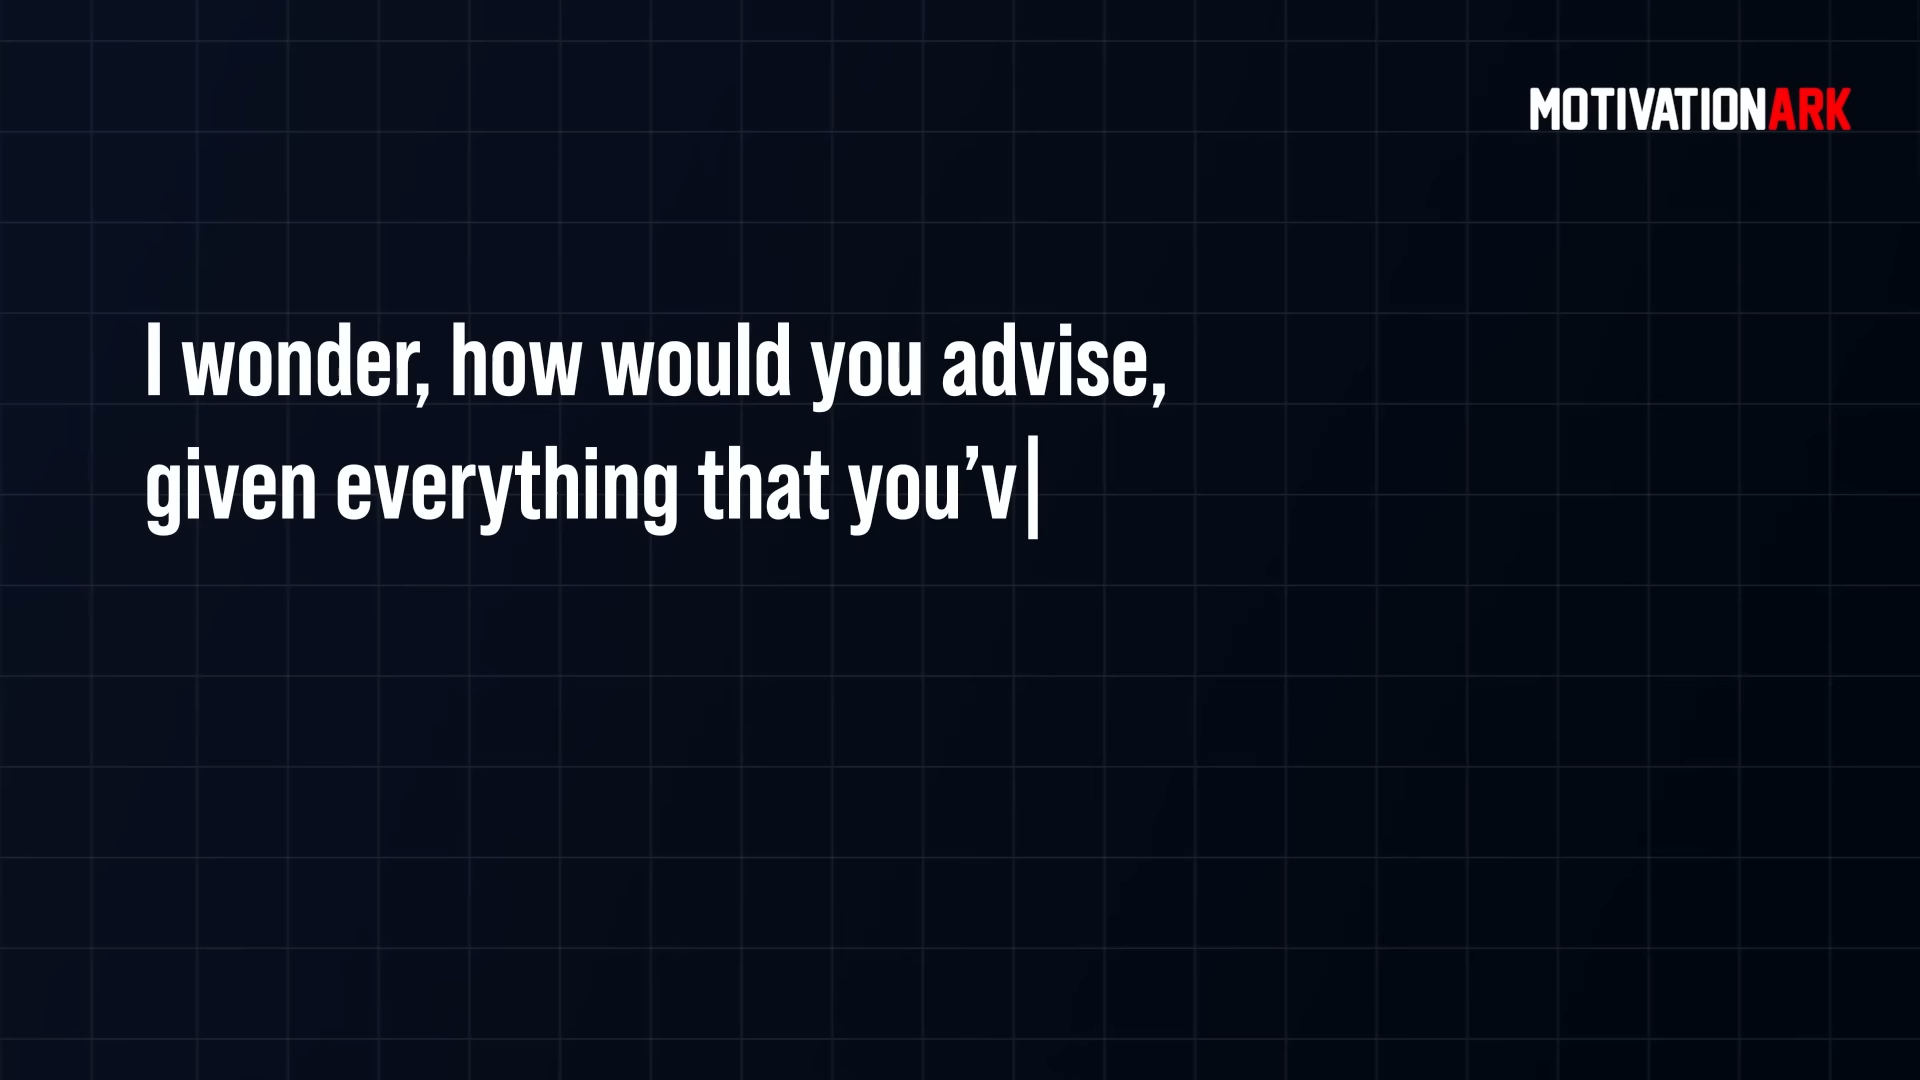 MOTIVATIONARK
I wonder, how would you advise,
given everything that you’v